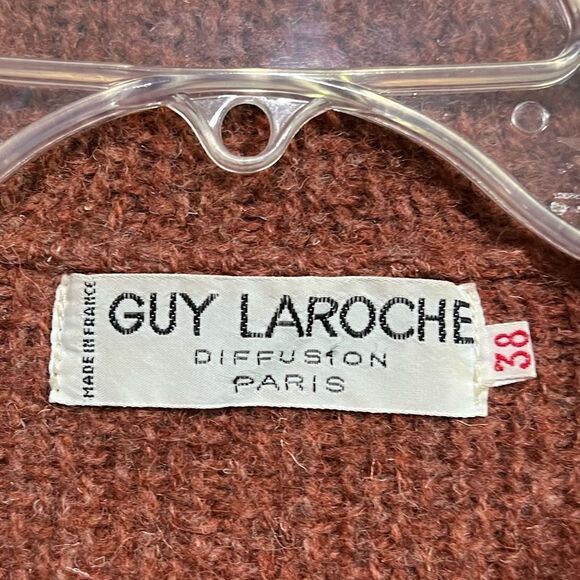 MADE IN FRANCE
GUY LAROCHE
DIFFUSION
PARIS
38